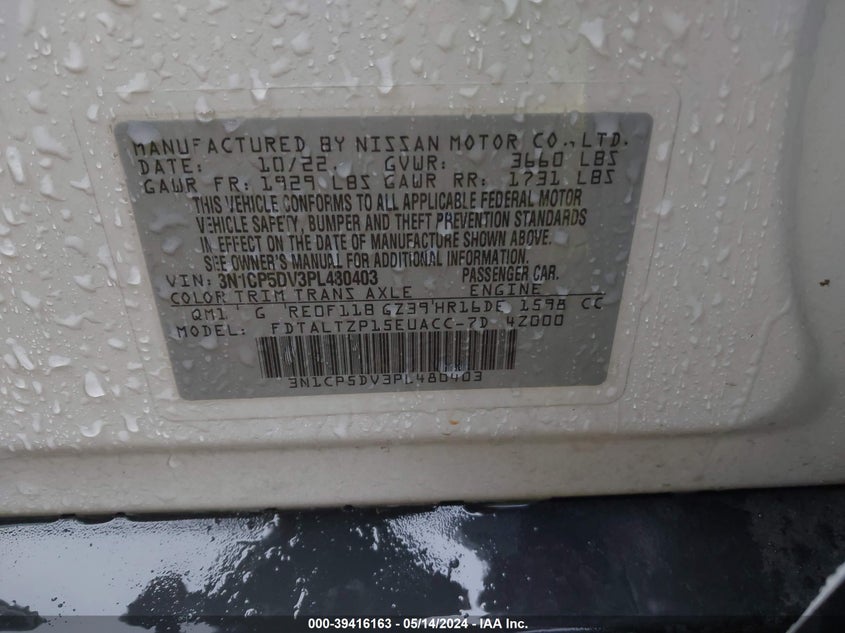 MANUFACTURED BY NISSAN MOTOR CO., LTD.
DATE: 10/22. GVWR: 3660 LBS
GAWR FR: 1929 LBS GAWR RR: 1731 LBS
THIS VEHICLE CONFORMS TO ALL APPLICABLE FEDERAL MOTOR
VEHICLE SAFETY, BUMPER AND THEFT PREVENTION STANDARDS
IN EFFECT ON THE DATE OF MANUFACTURE SHOWN ABOVE.
SEE OWNER'S MANUAL FOR ADDITIONAL INFORMATION.
VIN: 3N1CP5DV3PL480403 PASSENGER CAR.
COLOR TRIM TRANS AXLE ENGINE
QM1 G RE0F11B GZ39 HR16DE 1598 CC
MODEL: FDTALTZP15EUACC-7D 4Z000
3N1CP5DV3PL480403
000-39416163 - 05/14/2024 - IAA Inc.